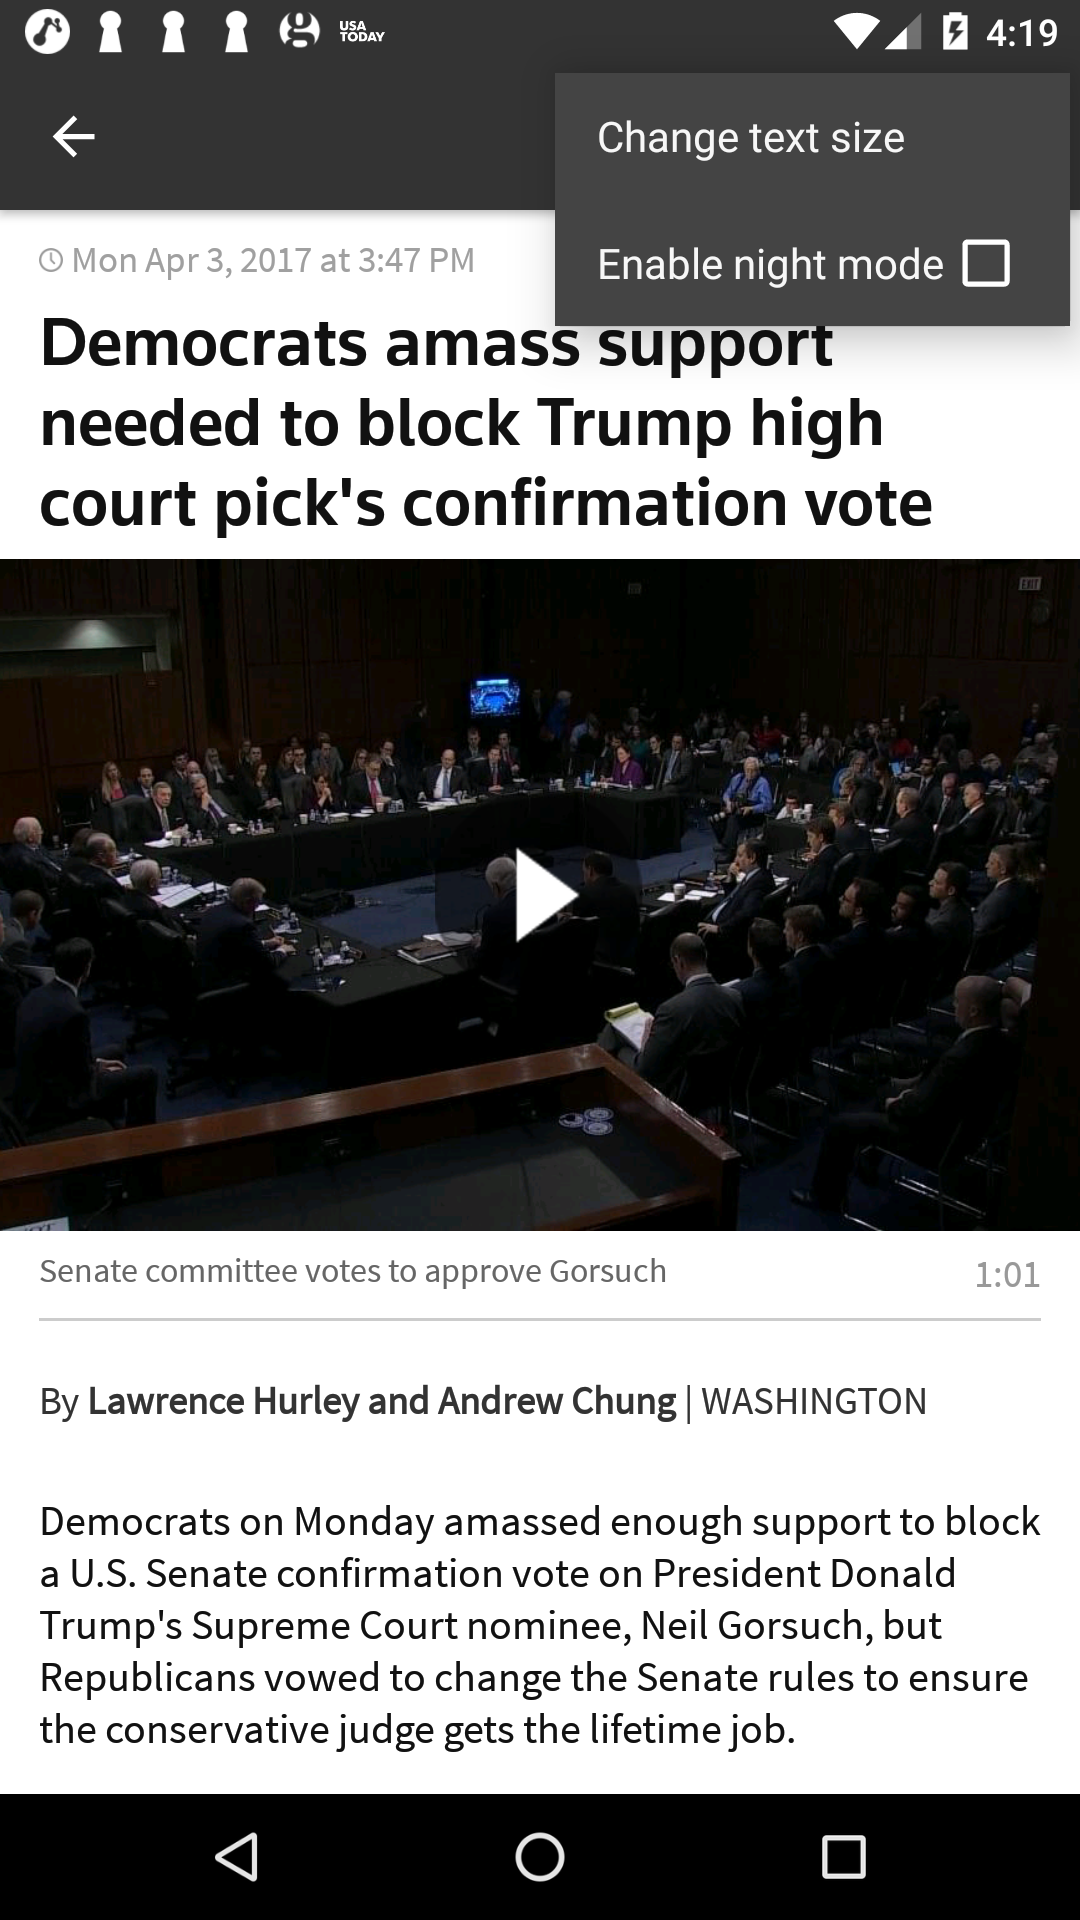 USA
TODAY
4:19
Change text size
Enable night mode
Mon Apr 3, 2017 at 3:47 PM
Democrats amass support
needed to block Trump high
court pick's confirmation vote
EXIT
Senate committee votes to approve Gorsuch
1:01
By Lawrence Hurley and Andrew Chung | WASHINGTON
Democrats on Monday amassed enough support to block
a U.S. Senate confirmation vote on President Donald
Trump's Supreme Court nominee, Neil Gorsuch, but
Republicans vowed to change the Senate rules to ensure
the conservative judge gets the lifetime job.